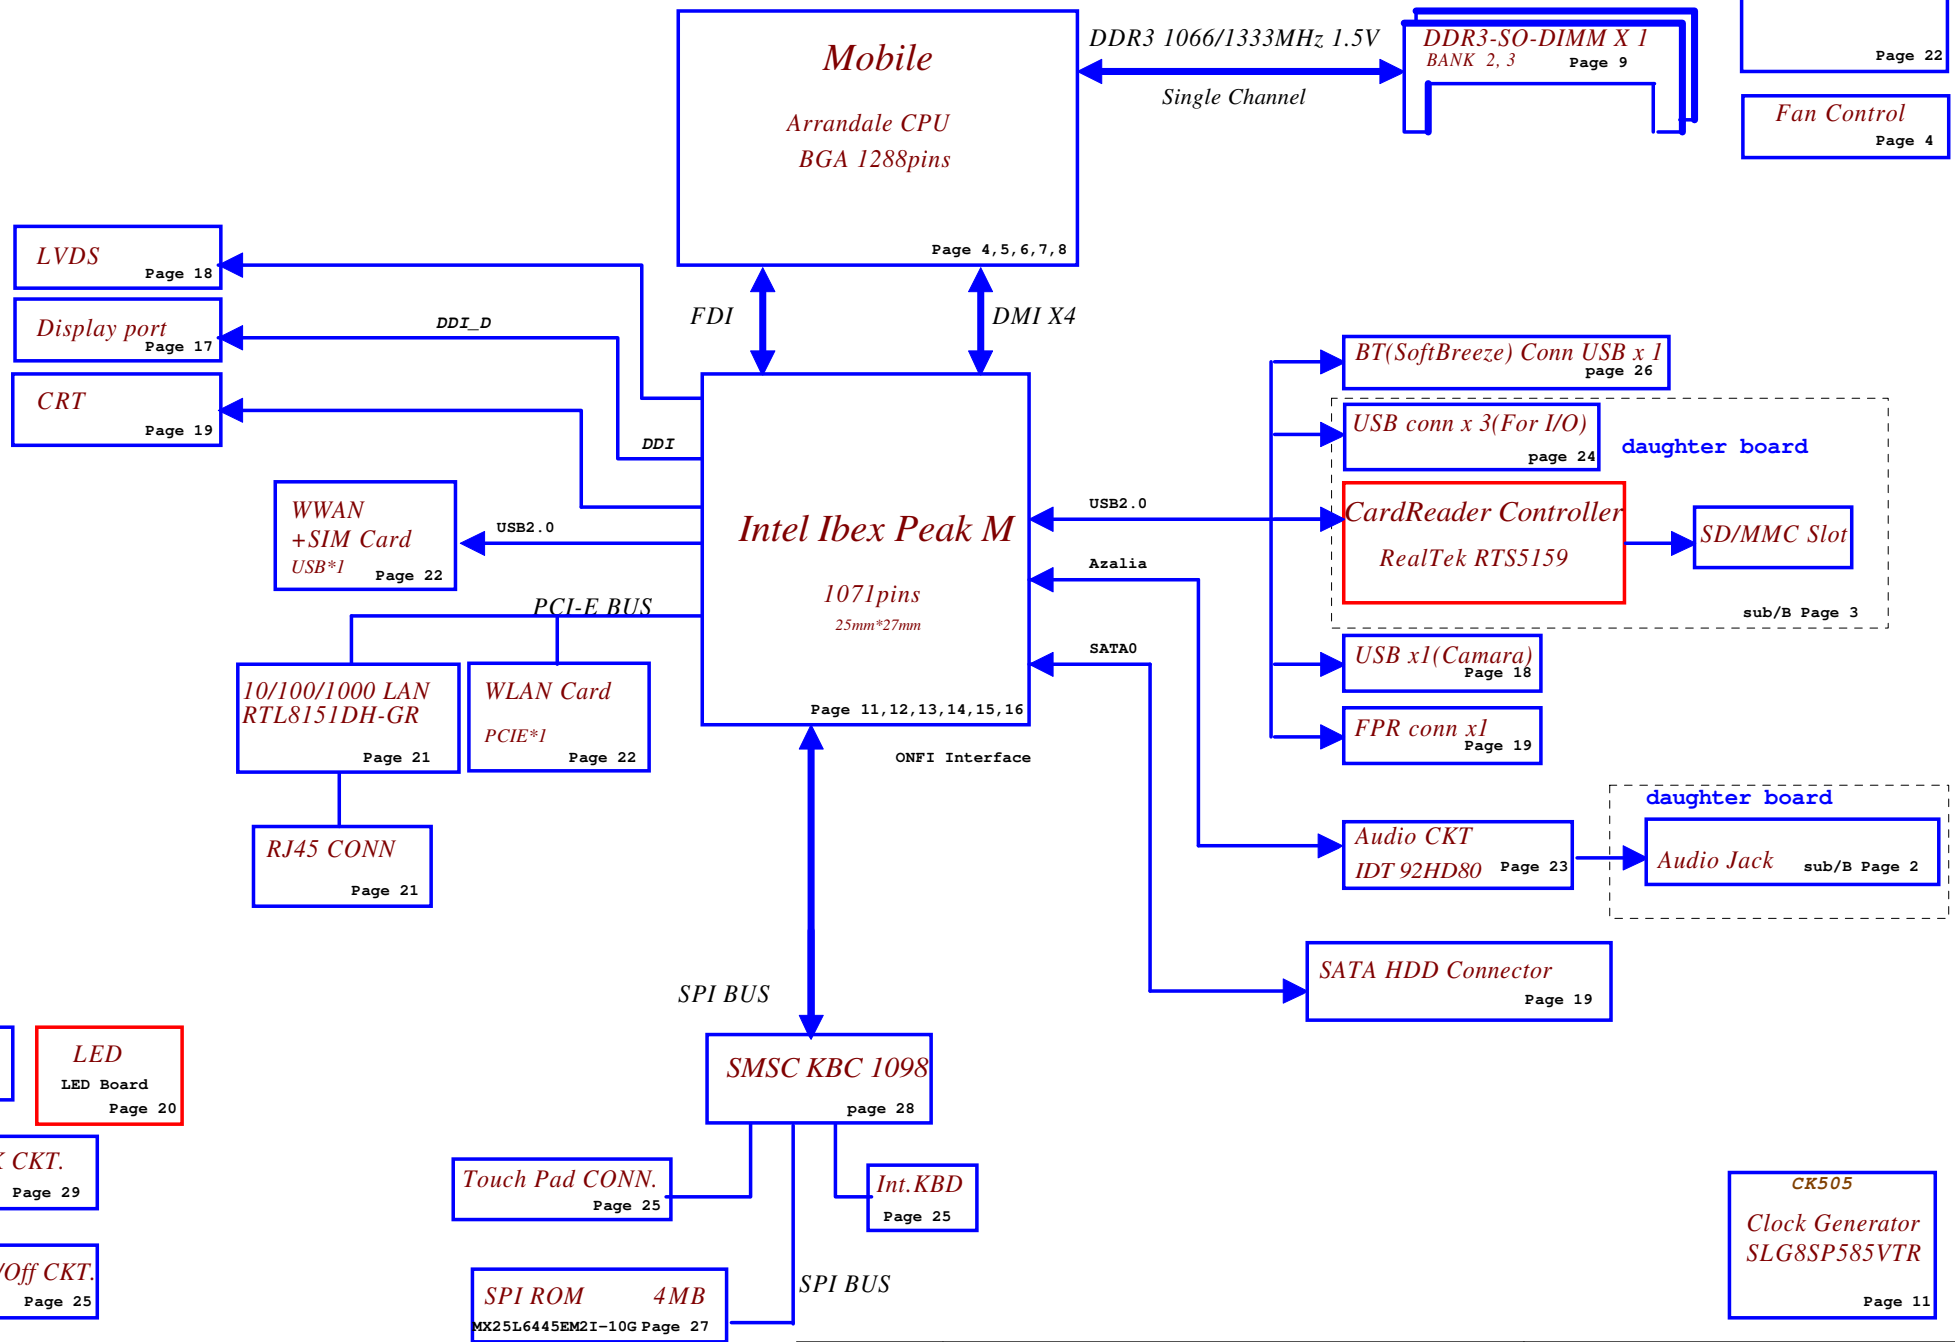 Mobile
Arrandale CPU
BGA 1288pins
Page 4,5,6,7,8
DDR3 1066/1333MHz 1.5V
Single Channel
DDR3-SO-DIMM X 1
BANK 2, 3 Page 9
Page 22
Fan Control
Page 4
LVDS
Page 18
Display port
Page 17
CRT
Page 19
DDI_D
DDI
FDI
DMI X4
WWAN
+SIM Card
USB*1 Page 22
USB2.0
PCI-E BUS
Intel Ibex Peak M
1071pins
25mm*27mm
Page 11,12,13,14,15,16
ONFI Interface
USB2.0
Azalia
SATA0
BT(SoftBreeze) Conn USB x 1
page 26
USB conn x 3(For I/O)
page 24
daughter board
CardReader Controller
RealTek RTS5159
SD/MMC Slot
sub/B Page 3
USB x1(Camara)
Page 18
FPR conn x1
Page 19
daughter board
Audio CKT
IDT 92HD80 Page 23
Audio Jack sub/B Page 2
SATA HDD Connector
Page 19
10/100/1000 LAN
RTL8151DH-GR
Page 21
WLAN Card
PCIE*1
Page 22
RJ45 CONN
Page 21
SPI BUS
SMSC KBC 1098
page 28
LED
LED Board
Page 20
CKT.
Page 29
/Off CKT.
Page 25
Touch Pad CONN.
Page 25
Int.KBD
Page 25
SPI BUS
SPI ROM 4MB
MX25L6445EM2I-10G Page 27
CK505
Clock Generator
SLG8SP585VTR
Page 11